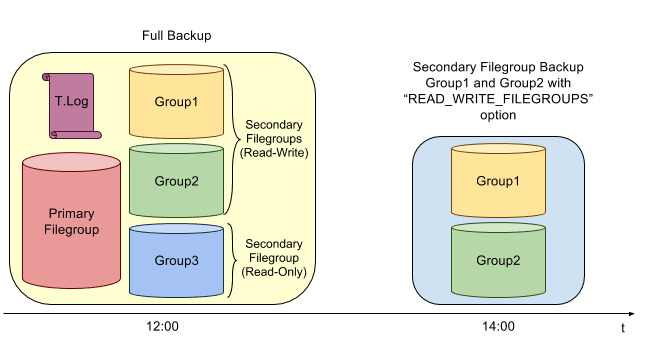 Full Backup
T.Log
Group1
Group2
Group3
Primary
Filegroup
Secondary
Filegroups
(Read-Write)
Secondary
Filegroup
(Read-Only)
Secondary Filegroup Backup
Group1 and Group2 with
“READ_WRITE_FILEGROUPS”
option
Group1
Group2
12:00
14:00
t